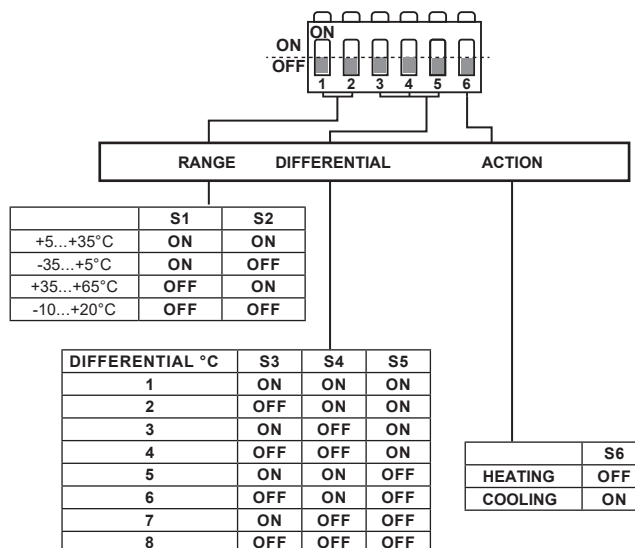 ON
ON
OFF
1 2 3 4 5 6
RANGE DIFFERENTIAL ACTION
S1 S2
+5...+35°C ON ON
-35...+5°C ON OFF
+35...+65°C OFF ON
-10...+20°C OFF OFF
DIFFERENTIAL °C S3 S4 S5
1 ON ON ON
2 OFF ON ON
3 ON OFF ON
4 OFF OFF ON
5 ON ON OFF
6 OFF ON OFF
7 ON OFF OFF
8 OFF OFF OFF
S6
HEATING OFF
COOLING ON